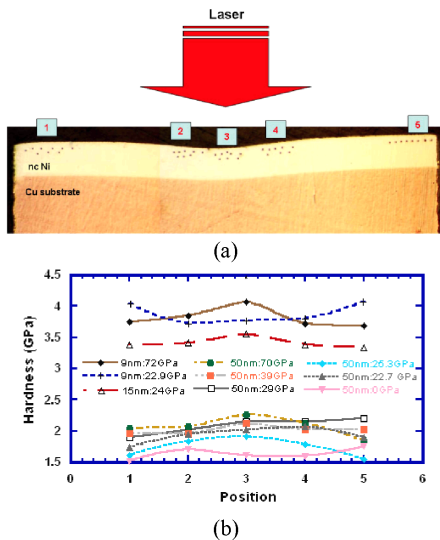 Laser
1 2 3 4 5
nc Ni
Cu substrate
(a)
4.5
4
3.5
3
2.5
2
1.5
Hardness (GPa)
9nm:72GPa 50nm:70GPa 50nm:26.3GPa
9nm:22.9GPa 50nm:39GPa 50nm:22.7 GPa
15nm:24GPa 50nm:29GPa 50nm:0GPa
0 1 2 3 4 5 6
Position
(b)